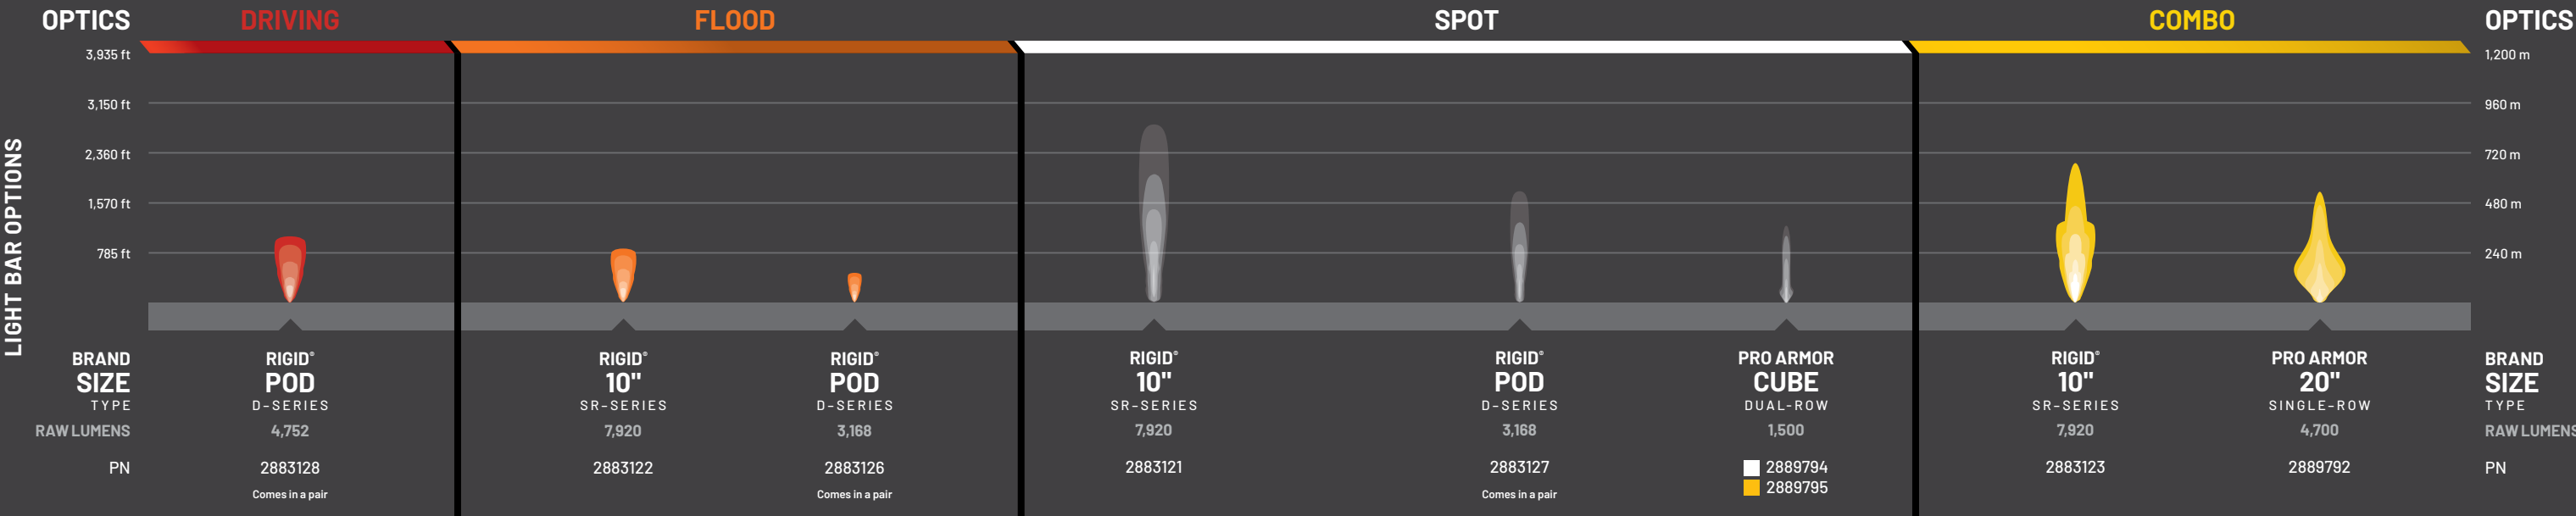 OPTICS DRIVING FLOOD SPOT COMBO OPTICS
3,935 ft 1,200 m
3,150 ft 960 m
2,360 ft 720 m
1,570 ft 480 m
785 ft 240 m
LIGHT BAR OPTIONS
BRAND RIGID® RIGID® RIGID® RIGID® RIGID® PRO ARMOR RIGID® PRO ARMOR BRAND
SIZE POD 10" POD 10" POD CUBE 10" 20" SIZE
TYPE D-SERIES SR-SERIES D-SERIES SR-SERIES D-SERIES DUAL-ROW SR-SERIES SINGLE-ROW TYPE
RAW LUMENS 4,752 7,920 3,168 7,920 3,168 1,500 7,920 4,700 RAW LUMENS
PN 2883128 2883122 2883126 2883121 2883127 2889794 2883123 2889792 PN
2889795
Comes in a pair Comes in a pair Comes in a pair